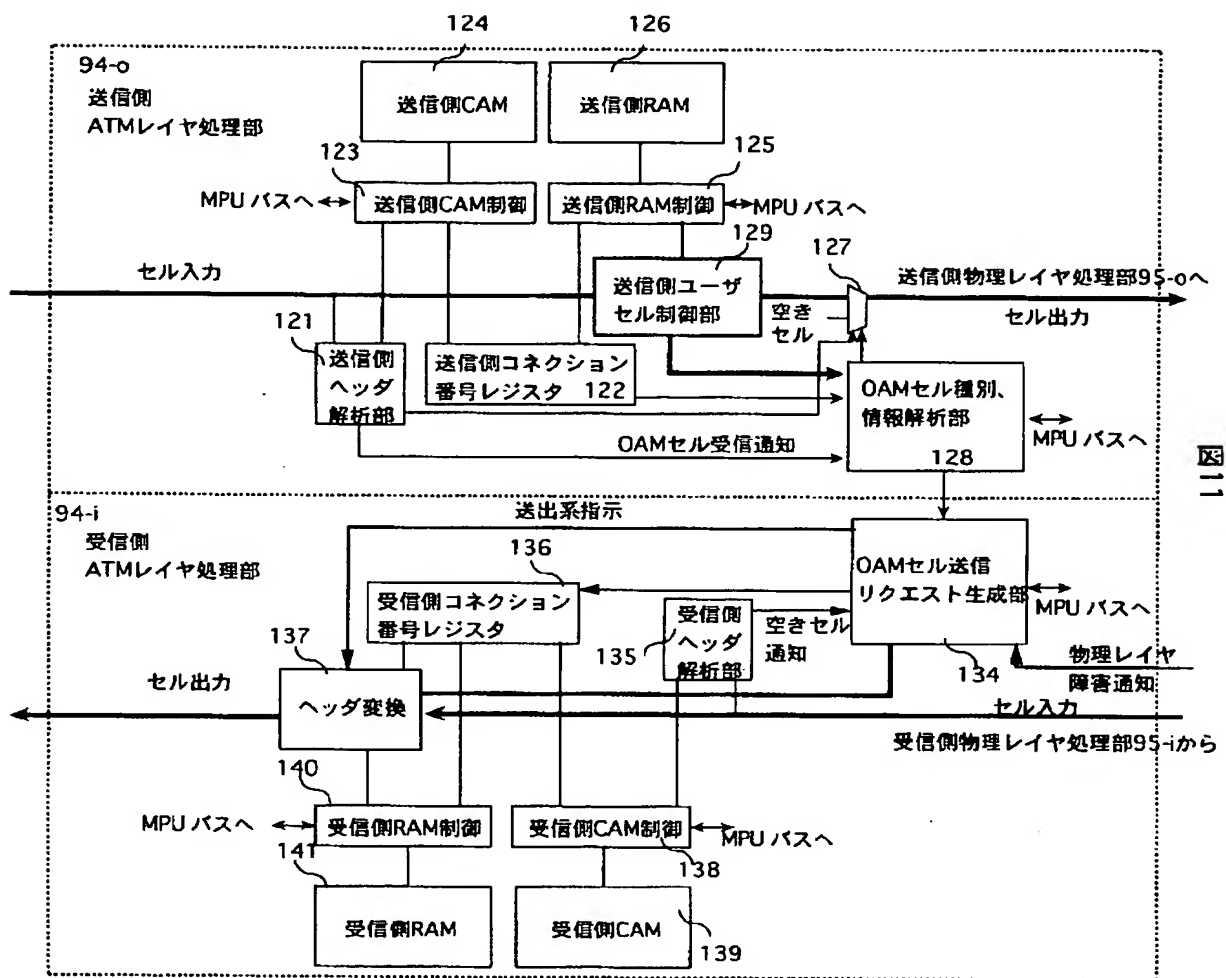 124
126
94-o
送信側
ATMレイヤ処理部
送信側CAM
送信側RAM
123
125
MPU バスへ
送信側CAM制御
送信側RAM制御
MPU バスへ
129
127
セル入力
送信側ユーザ
セル制御部
送信側物理レイヤ処理部95-oへ
空き
セル
セル出力
121
送信側
ヘッダ
解析部
送信側コネクション
番号レジスタ 122
OAMセル種別、
情報解析部
128
MPU バスへ
OAMセル受信通知
図11
94-i
受信側
ATMレイヤ処理部
送出系指示
136
OAMセル送信
リクエスト生成部
MPU バスへ
受信側コネクション
番号レジスタ
135
受信側
ヘッダ
解析部
空きセル
通知
134
物理レイヤ
障害通知
137
セル出力
ヘッダ変換
セル入力
受信側物理レイヤ処理部95-iから
140
MPU バスへ
受信側RAM制御
受信側CAM制御
MPU バスへ
138
141
受信側RAM
受信側CAM
139